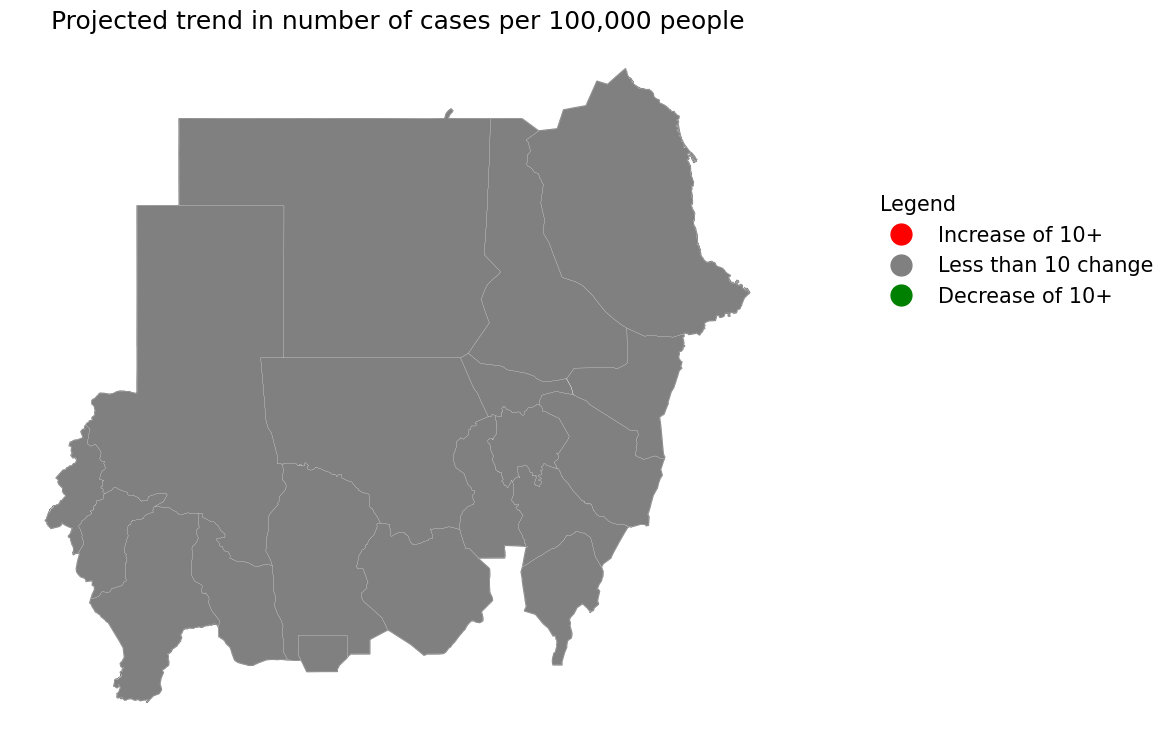 Projected trend in number of cases per 100,000 people
Legend
Increase of 10+
Less than 10 change
Decrease of 10+